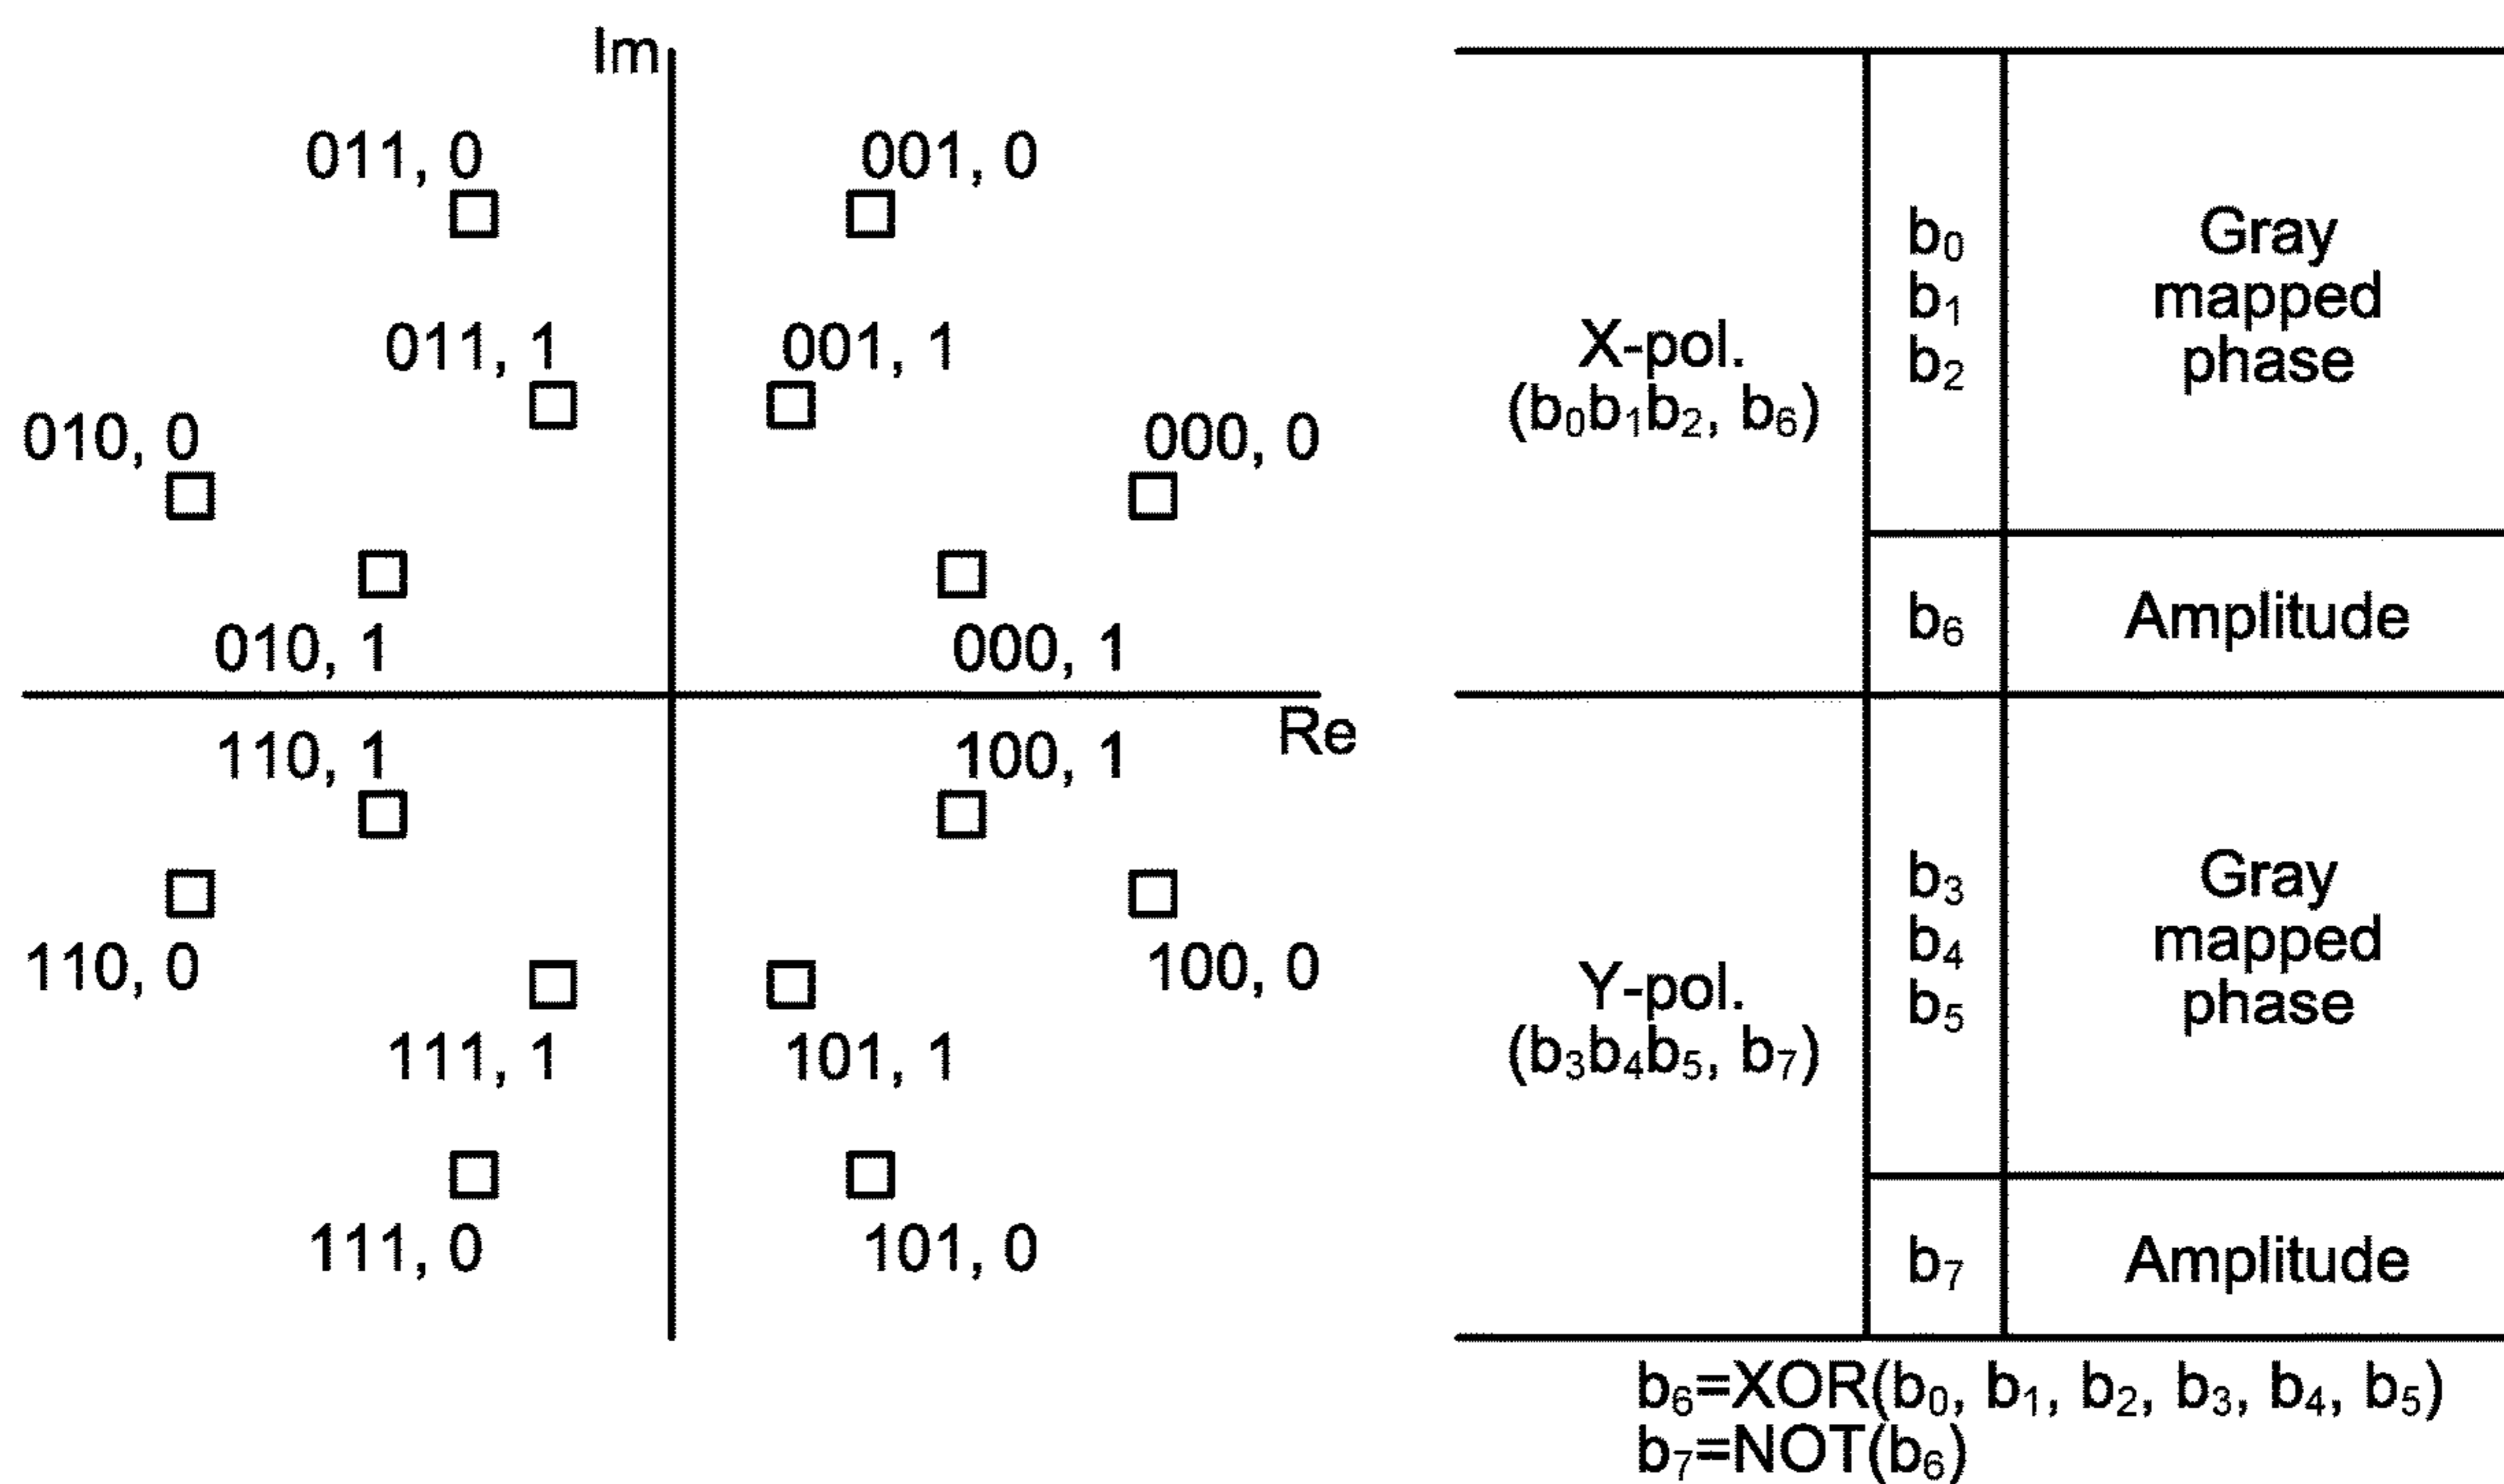 Im
011, 0
001, 0
011, 1
001, 1
010, 0
000, 0
010, 1
000, 1
Re
110, 1
100, 1
110, 0
100, 0
111, 1
101, 1
111, 0
101, 0
X-pol.
(b₀b₁b₂, b₆)
b₀
b₁
b₂
Gray
mapped
phase
b₆
Amplitude
Y-pol.
(b₃b₄b₅, b₇)
b₃
b₄
b₅
Gray
mapped
phase
b₇
Amplitude
b₆=XOR(b₀, b₁, b₂, b₃, b₄, b₅)
b₇=NOT(b₆)